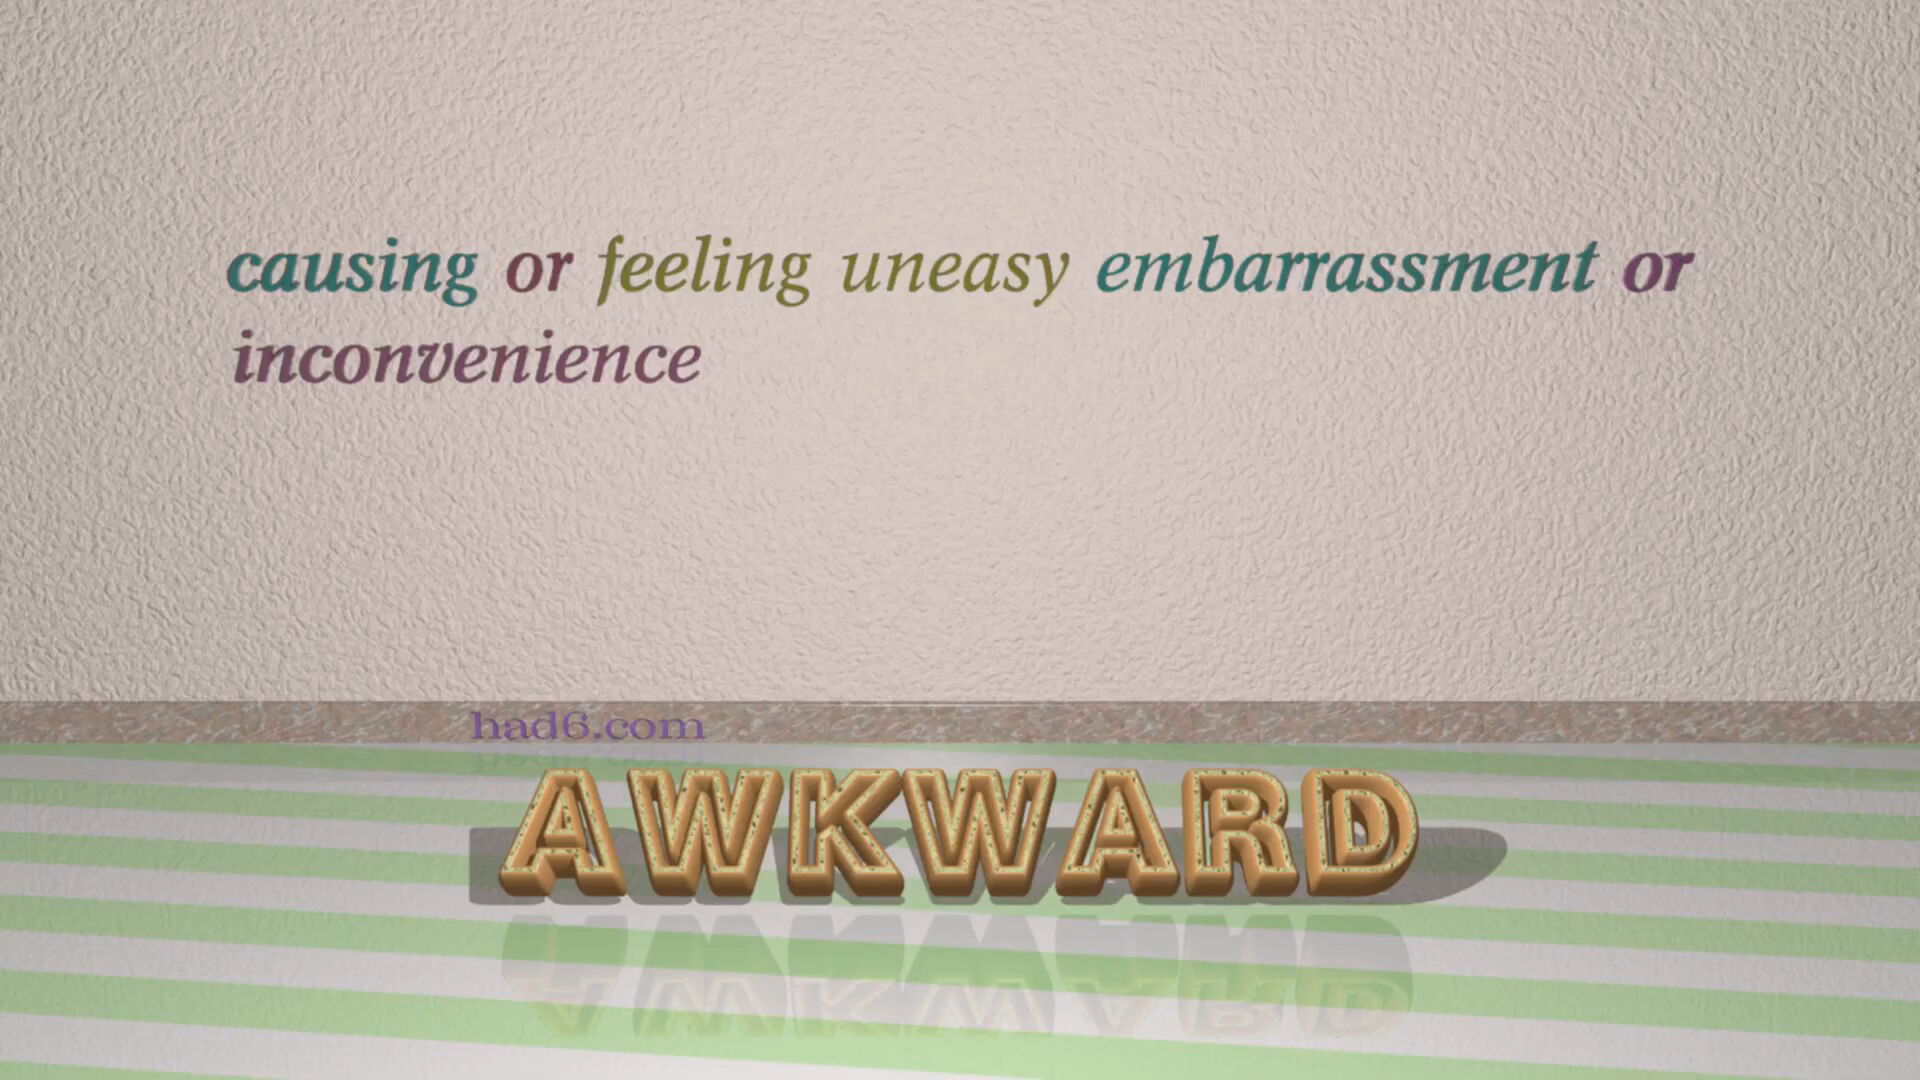 causing or feeling uneasy embarrassment or
inconvenience
had6.com
AWKWARD